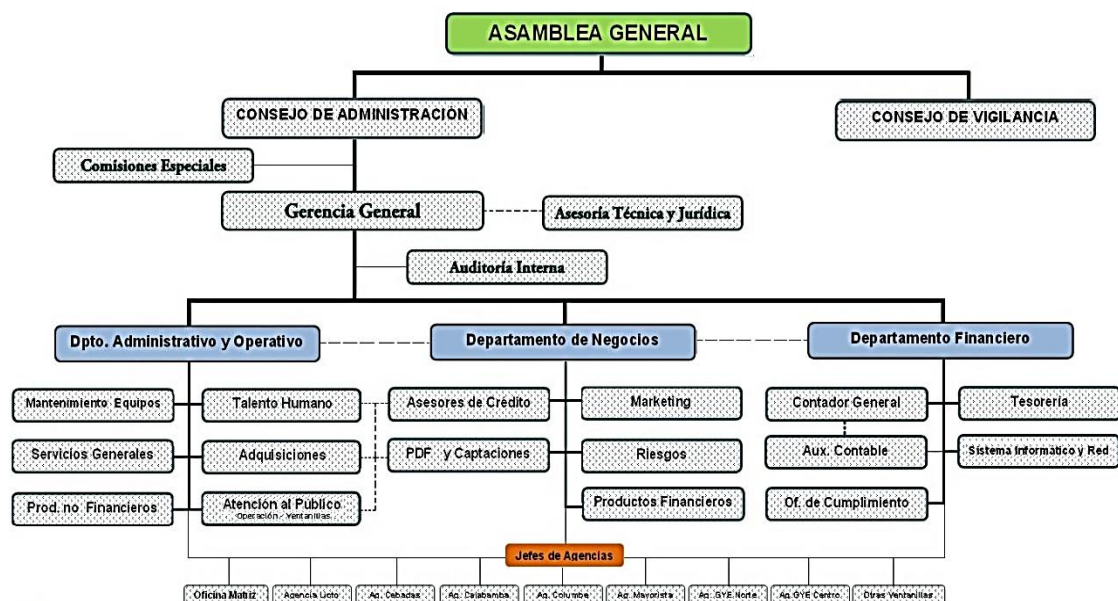 ASAMBLEA GENERAL
CONSEJO DE ADMINISTRACIÓN
CONSEJO DE VIGILANCIA
Comisiones Especiales
Gerencia General
Asesoría Técnica y Jurídica
Auditoría Interna
Dpto. Administrativo y Operativo
Departamento de Negocios
Departamento Financiero
Mantenimiento Equipos
Talento Humano
Asesores de Crédito
Marketing
Contador General
Tesorería
Servicios Generales
Adquisiciones
PDF y Captaciones
Riesgos
Aux. Contable
Sistema Informático y Red
Prod. no Financieros
Atención al Público
Operación - Ventanillas
Productos Financieros
Of. de Cumplimiento
Jefes de Agencias
Oficina Matriz
Agencia Licto
Ag. Cebadas
Ag. Cajabamba
Ag. Columbe
Ag. Mayorista
Ag. GYE Norte
Ag. GYE Centro
Otras Ventanillas